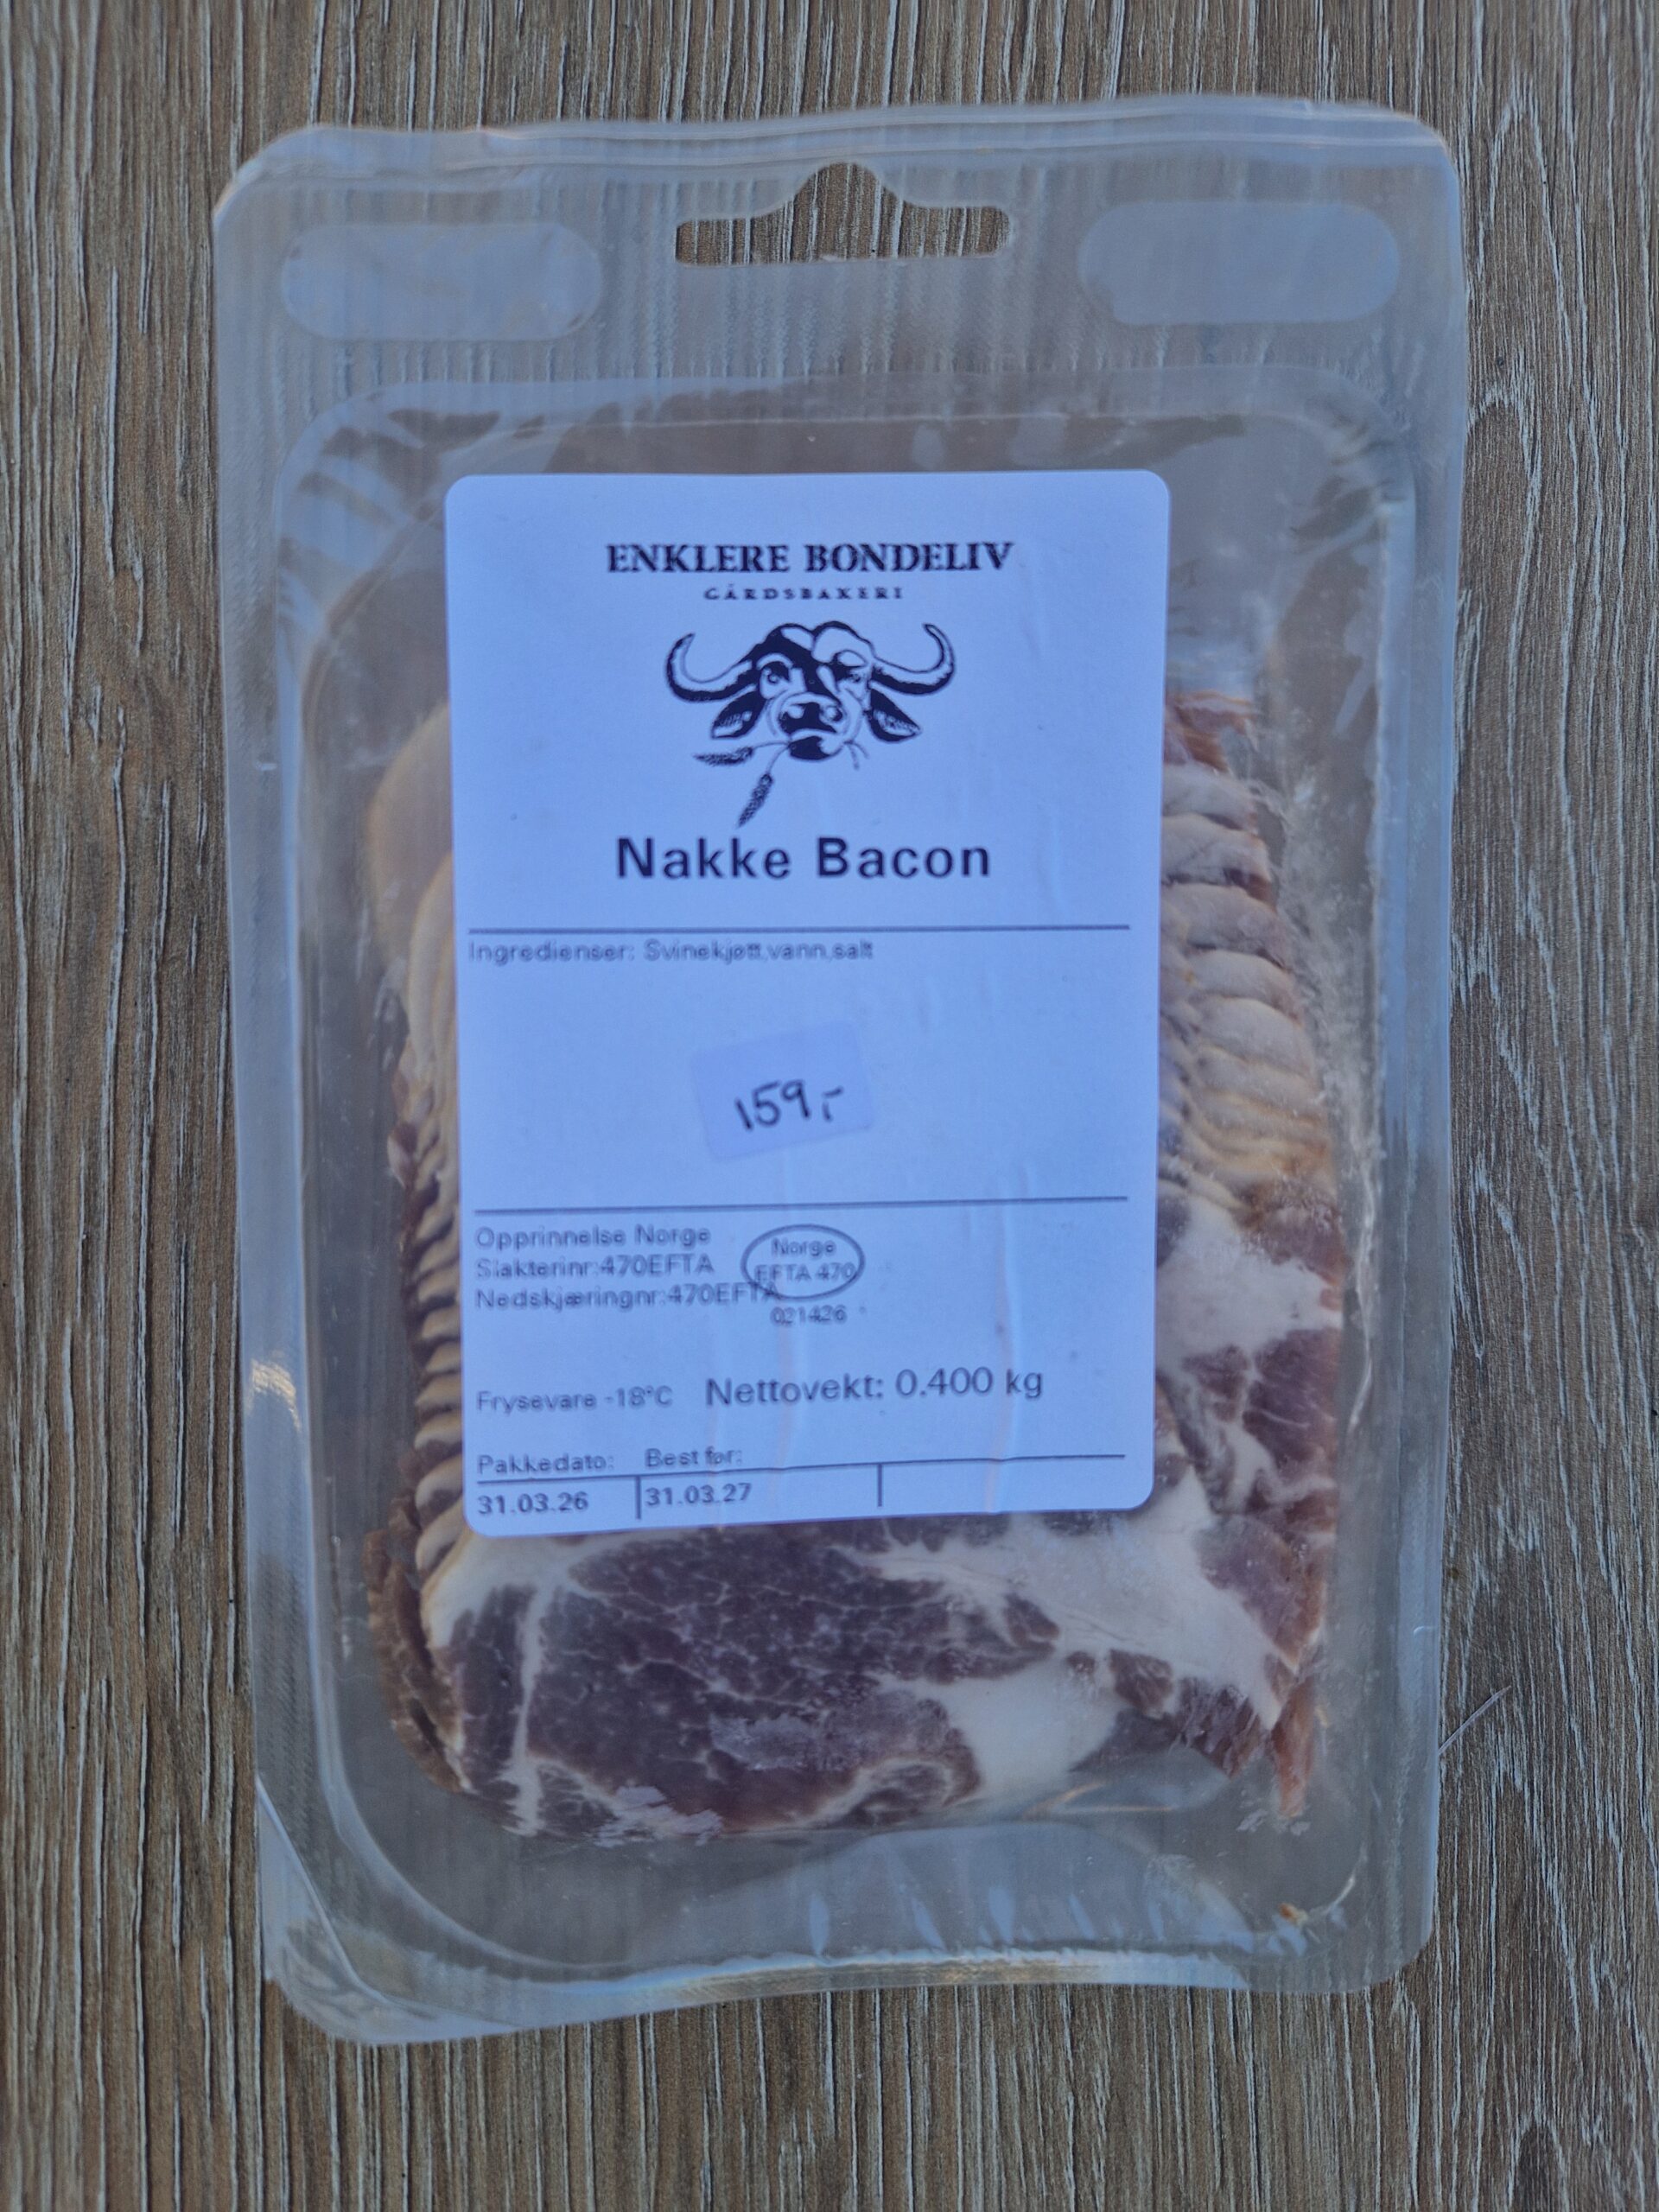 ENKLERE BONDELIV
GÅRDSBAKERI
Nakke Bacon
Ingredienser: Svinekjøtt,vann,salt
159,-
Opprinnelse Norge
Slakterinr:470EFTA
Nedskjæringnr:470EFTA
Norge
EFTA 470
021426
Frysevare -18°C Nettovekt: 0.400 kg
Pakkedato: Best før:
31.03.26 31.03.27